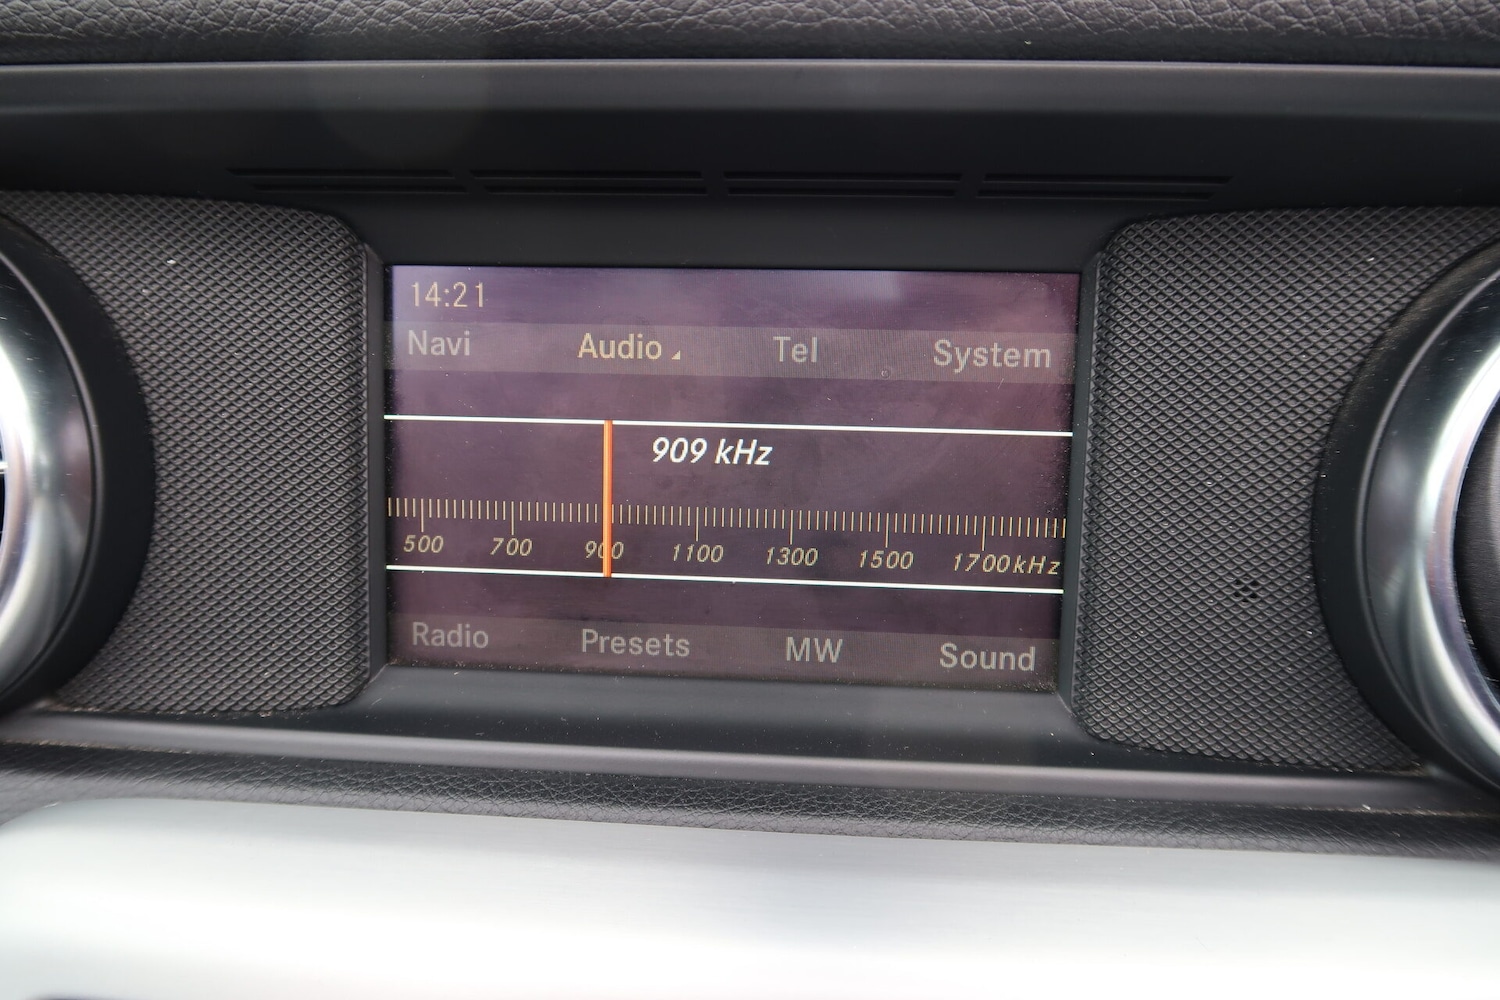 14:21
Navi Audio Tel System
909 kHz
500 700 900 1100 1300 1500 1700 kHz
Radio Presets MW Sound